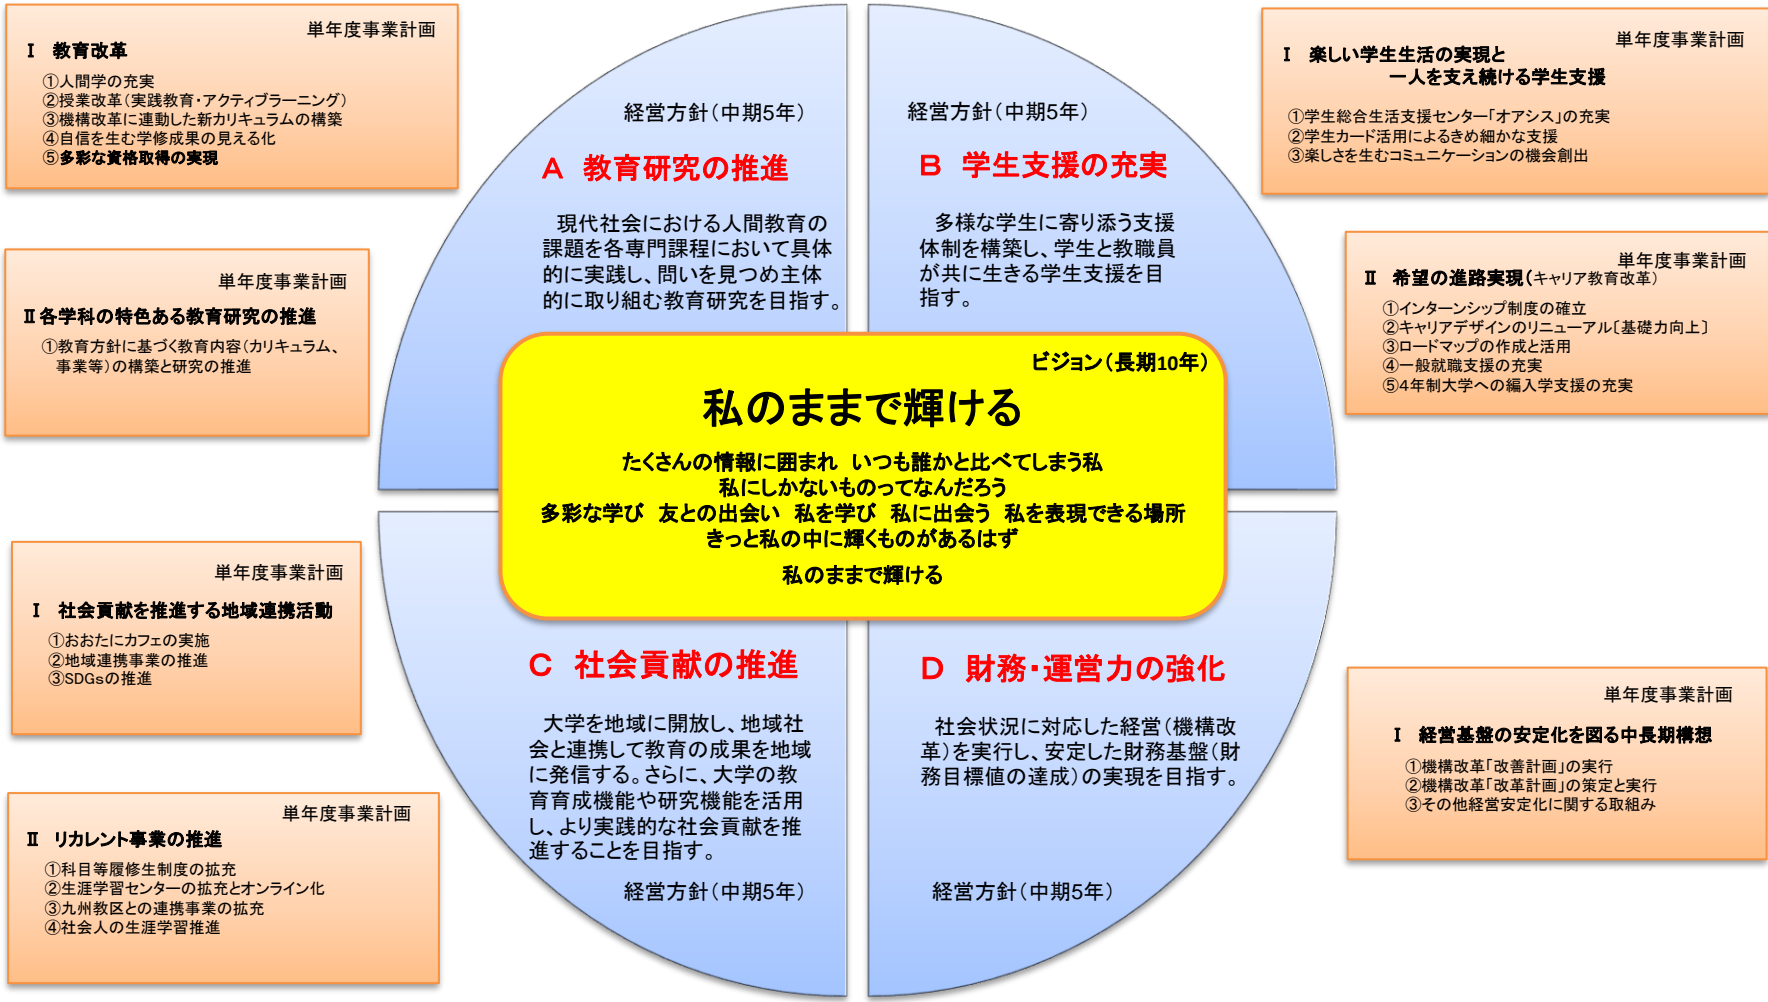 単年度事業計画
Ⅰ　教育改革
①人間学の充実
②授業改革（実践教育・アクティブラーニング）
③機構改革に連動した新カリキュラムの構築
④自信を生む学修成果の見える化
⑤多彩な資格取得の実現
単年度事業計画
Ⅱ各学科の特色ある教育研究の推進
①教育方針に基づく教育内容（カリキュラム、
事業等）の構築と研究の推進
経営方針（中期5年）
A　教育研究の推進
現代社会における人間教育の
課題を各専門課程において具体
的に実践し、問いを見つめ主体
的に取り組む教育研究を目指す。
経営方針（中期5年）
B　学生支援の充実
多様な学生に寄り添う支援
体制を構築し、学生と教職員
が共に生きる学生支援を目
指す。
単年度事業計画
Ⅰ　楽しい学生生活の実現と
一人を支え続ける学生支援
①学生総合生活支援センター「オアシス」の充実
②学生カード活用によるきめ細かな支援
③楽しさを生むコミュニケーションの機会創出
単年度事業計画
Ⅱ　希望の進路実現（キャリア教育改革）
①インターンシップ制度の確立
②キャリアデザインのリニューアル〔基礎力向上〕
③ロードマップの作成と活用
④一般就職支援の充実
⑤4年制大学への編入学支援の充実
ビジョン（長期10年）
私のままで輝ける
たくさんの情報に囲まれ　いつも誰かと比べてしまう私
私にしかないものってなんだろう
多彩な学び　友との出会い　私を学び　私に出会う　私を表現できる場所
きっと私の中に輝くものがあるはず
私のままで輝ける
単年度事業計画
Ⅰ　社会貢献を推進する地域連携活動
①おおたにカフェの実施
②地域連携事業の推進
③SDGsの推進
単年度事業計画
Ⅱ　リカレント事業の推進
①科目等履修生制度の拡充
②生涯学習センターの拡充とオンライン化
③九州教区との連携事業の拡充
④社会人の生涯学習推進
C　社会貢献の推進
大学を地域に開放し、地域社
会と連携して教育の成果を地域
に発信する。さらに、大学の教
育育成機能や研究機能を活用
し、より実践的な社会貢献を推
進することを目指す。
経営方針（中期5年）
D　財務・運営力の強化
社会状況に対応した経営（機構改
革）を実行し、安定した財務基盤（財
務目標値の達成）の実現を目指す。
経営方針（中期5年）
単年度事業計画
Ⅰ　経営基盤の安定化を図る中長期構想
①機構改革「改善計画」の実行
②機構改革「改革計画」の策定と実行
③その他経営安定化に関する取組み